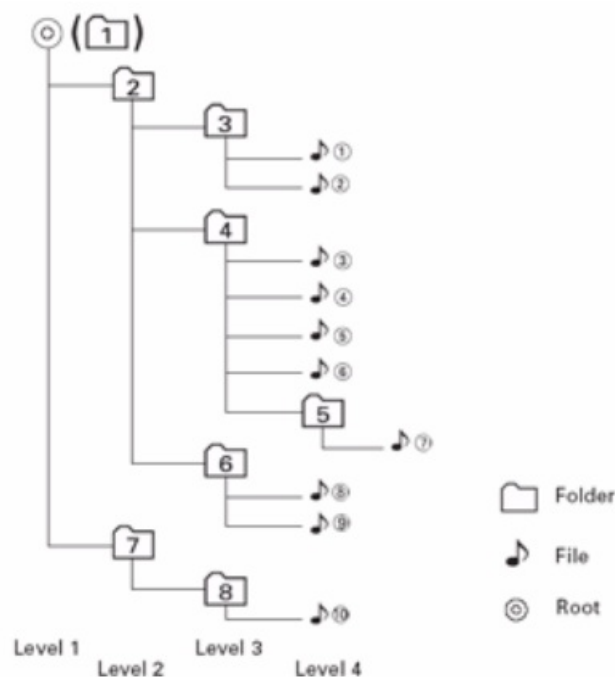 (1)
2
3
①
②
4
③
④
⑤
⑥
5
⑦
6
⑧
⑨
7
8
⑩
Folder
File
Root
Level 1
Level 2
Level 3
Level 4